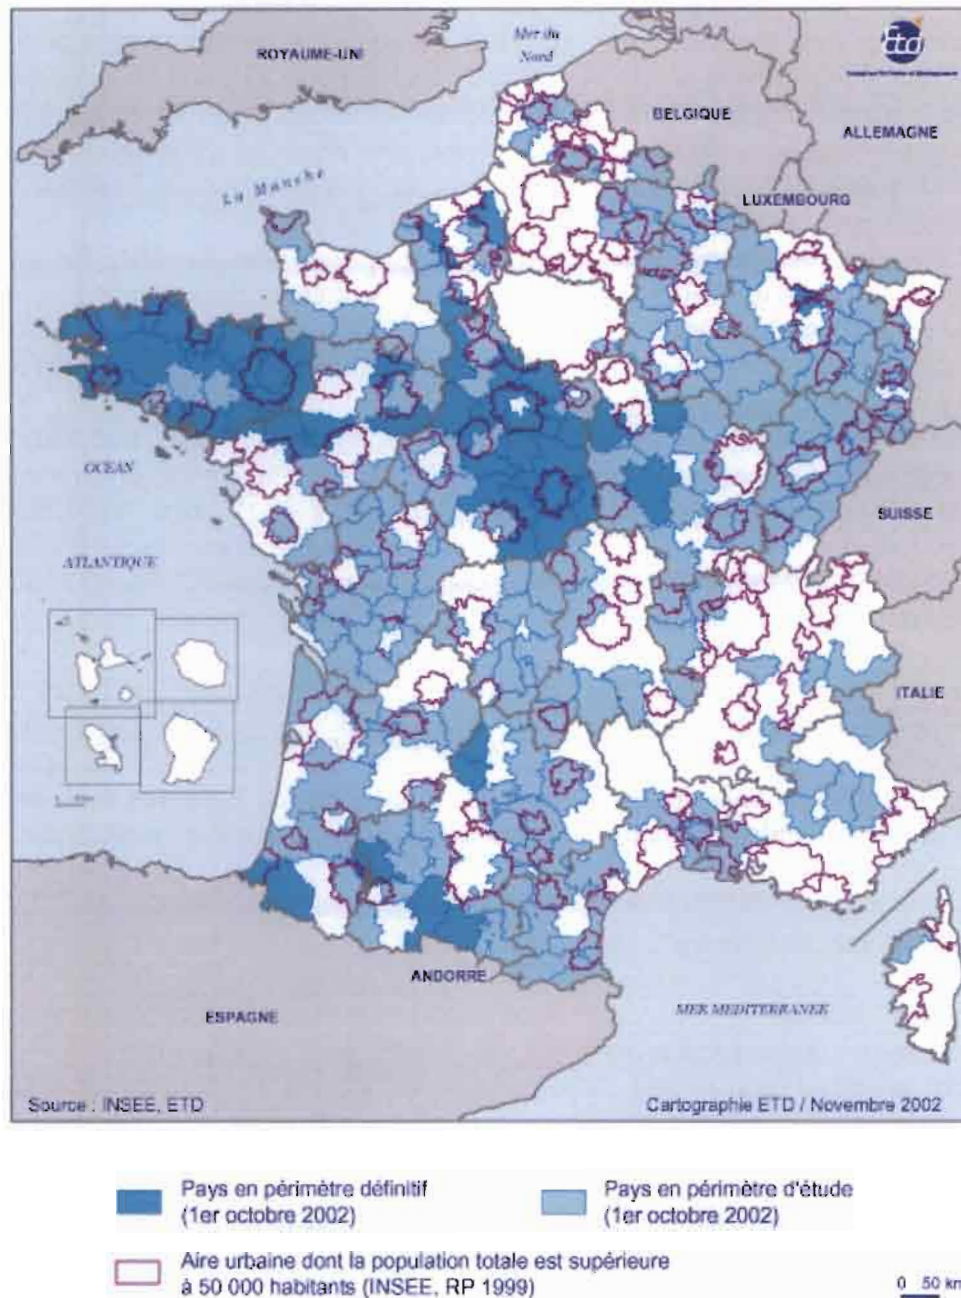 Mer du
Nord
ROYAUME-UNI
etd
BELGIQUE
ALLEMAGNE
La Manche
LUXEMBOURG
OCEAN
SUISSE
ATLANTIQUE
ITALIE
ANDORRE
ESPAGNE
MER MEDITERRANEE
Source : INSEE, ETD
Cartographie ETD / Novembre 2002
Pays en périmètre définitif
(1er octobre 2002)
Pays en périmètre d'étude
(1er octobre 2002)
Aire urbaine dont la population totale est supérieure
à 50 000 habitants (INSEE, RP 1999)
0 50 km